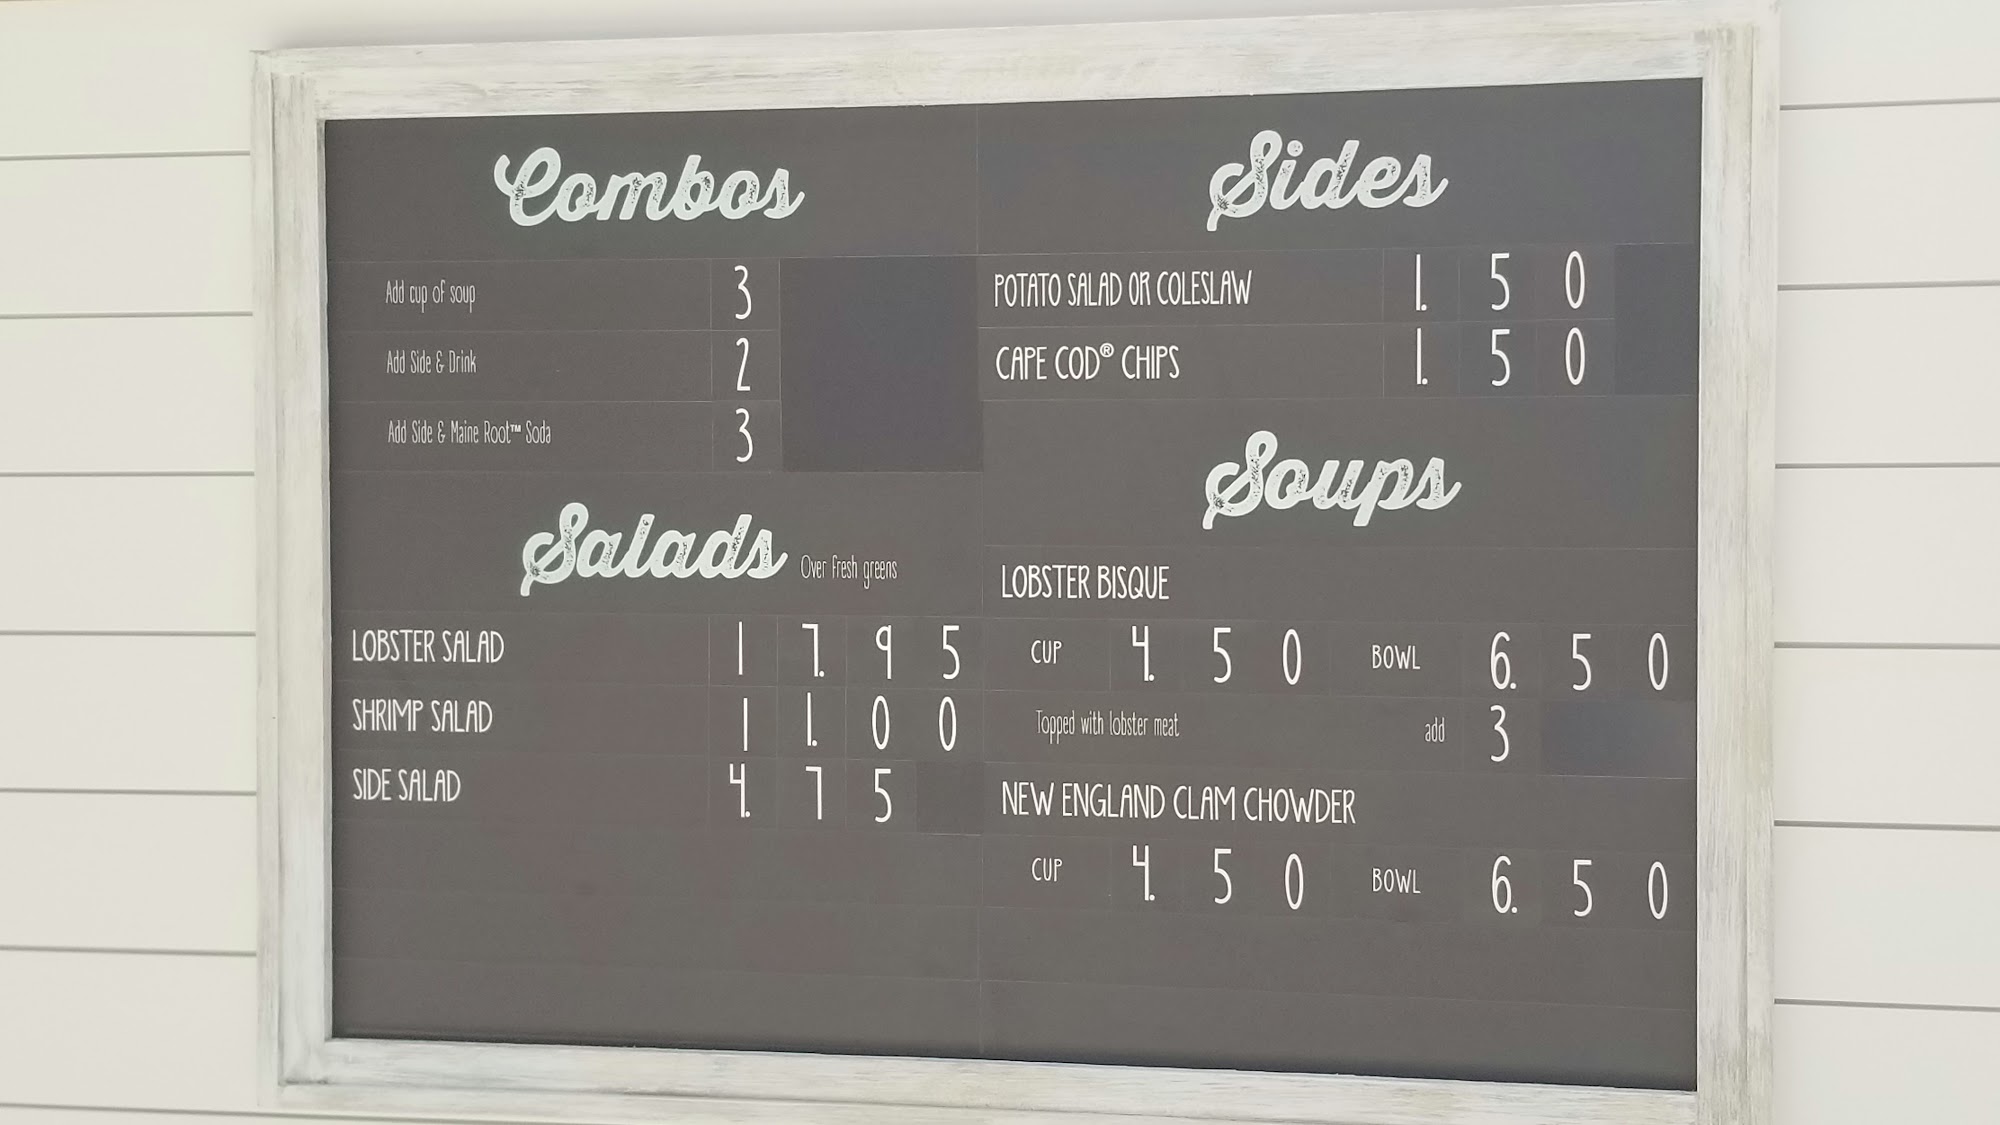 Combos
Add cup of soup 3
Add Side & Drink 2
Add Side & Maine Root™ Soda 3
Salads Over fresh greens
LOBSTER SALAD 17.95
SHRIMP SALAD 11.00
SIDE SALAD 4.75
Sides
POTATO SALAD OR COLESLAW 1.50
CAPE COD® CHIPS 1.50
Soups
LOBSTER BISQUE
CUP 4.50 BOWL 6.50
Topped with lobster meat add 3
NEW ENGLAND CLAM CHOWDER
CUP 4.50 BOWL 6.50